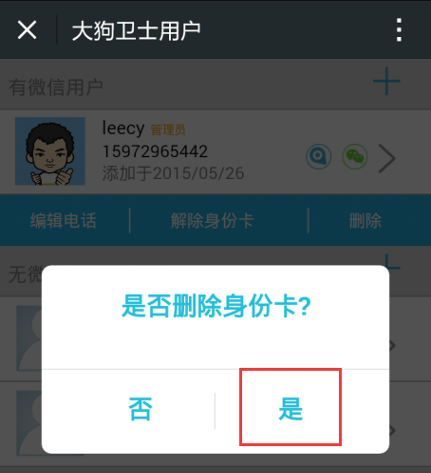 大狗卫士用户
有微信用户
leecy 管理员
15972965442
添加于2015/05/26
编辑电话 解除身份卡 删除
无微
是否删除身份卡?
否 是